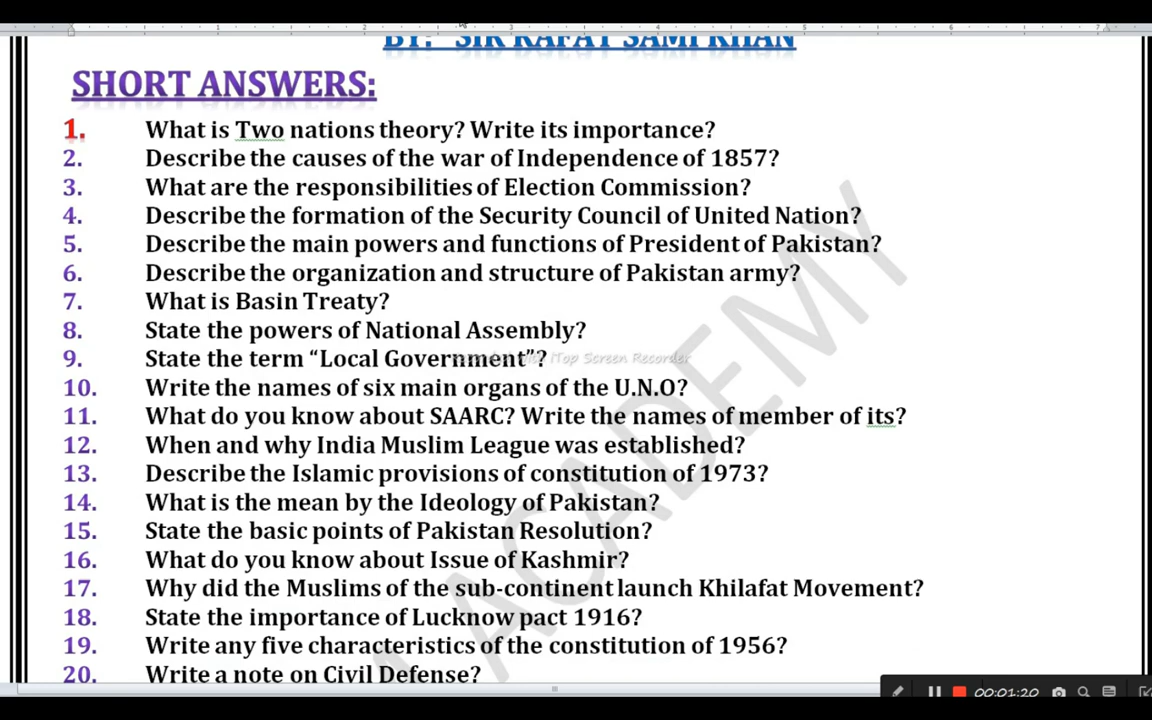 BY: SIR RAFAT SAMI KHAN
SHORT ANSWERS:
1. What is Two nations theory? Write its importance?
2. Describe the causes of the war of Independence of 1857?
3. What are the responsibilities of Election Commission?
4. Describe the formation of the Security Council of United Nation?
5. Describe the main powers and functions of President of Pakistan?
6. Describe the organization and structure of Pakistan army?
7. What is Basin Treaty?
8. State the powers of National Assembly?
9. State the term “Local Government”?
10. Write the names of six main organs of the U.N.O?
11. What do you know about SAARC? Write the names of member of its?
12. When and why India Muslim League was established?
13. Describe the Islamic provisions of constitution of 1973?
14. What is the mean by the Ideology of Pakistan?
15. State the basic points of Pakistan Resolution?
16. What do you know about Issue of Kashmir?
17. Why did the Muslims of the sub-continent launch Khilafat Movement?
18. State the importance of Lucknow pact 1916?
19. Write any five characteristics of the constitution of 1956?
20. Write a note on Civil Defense?
ACADEMY
iTop Screen Recorder
00:01:20